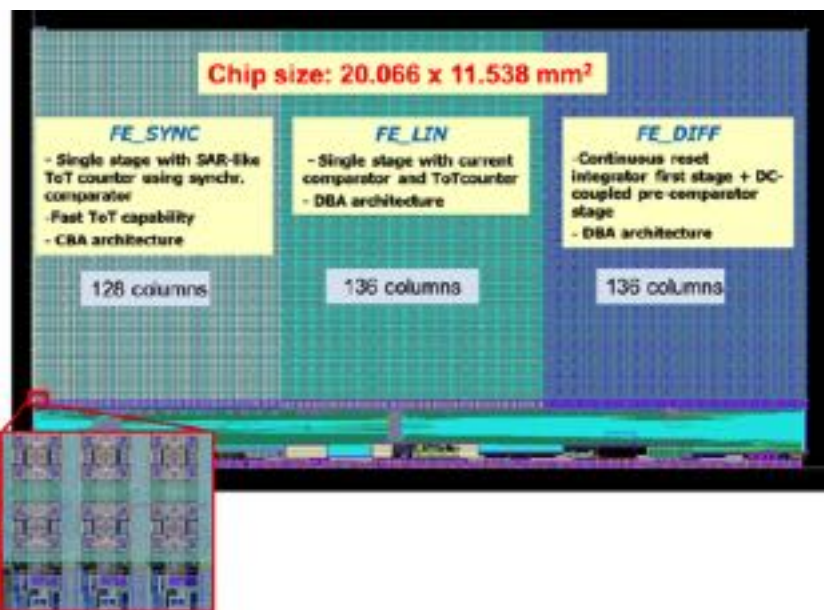 Chip size: 20.066 x 11.538 mm²
FE_SYNC
- Single stage with SAR-like
ToT counter using synchr.
comparator
-Fast ToT capability
- CBA architecture
128 columns
FE_LIN
- Single stage with current
comparator and ToTcounter
- DBA architecture
136 columns
FE_DIFF
-Continuous reset
integrator first stage + DC-
coupled pre-comparator
stage
- DBA architecture
136 columns